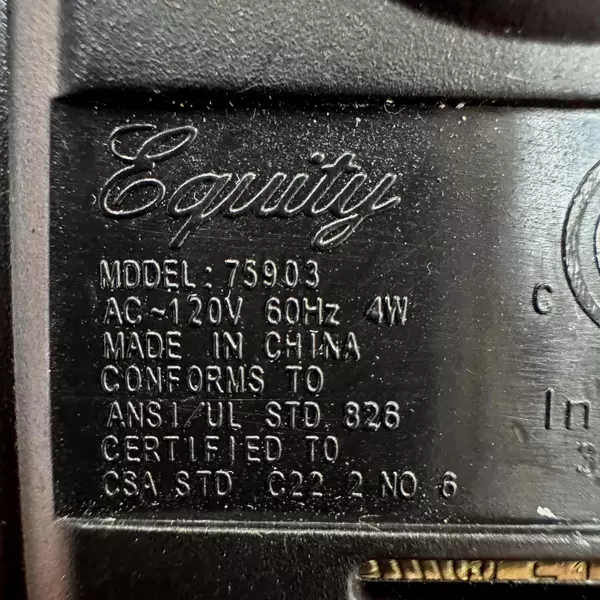 Equity
MODEL: 75903
AC~120V 60Hz 4W
MADE IN CHINA
CONFORMS TO
ANSI/UL STD 826
CERTIFIED TO
CSA STD C22 2 NO 6
C
In